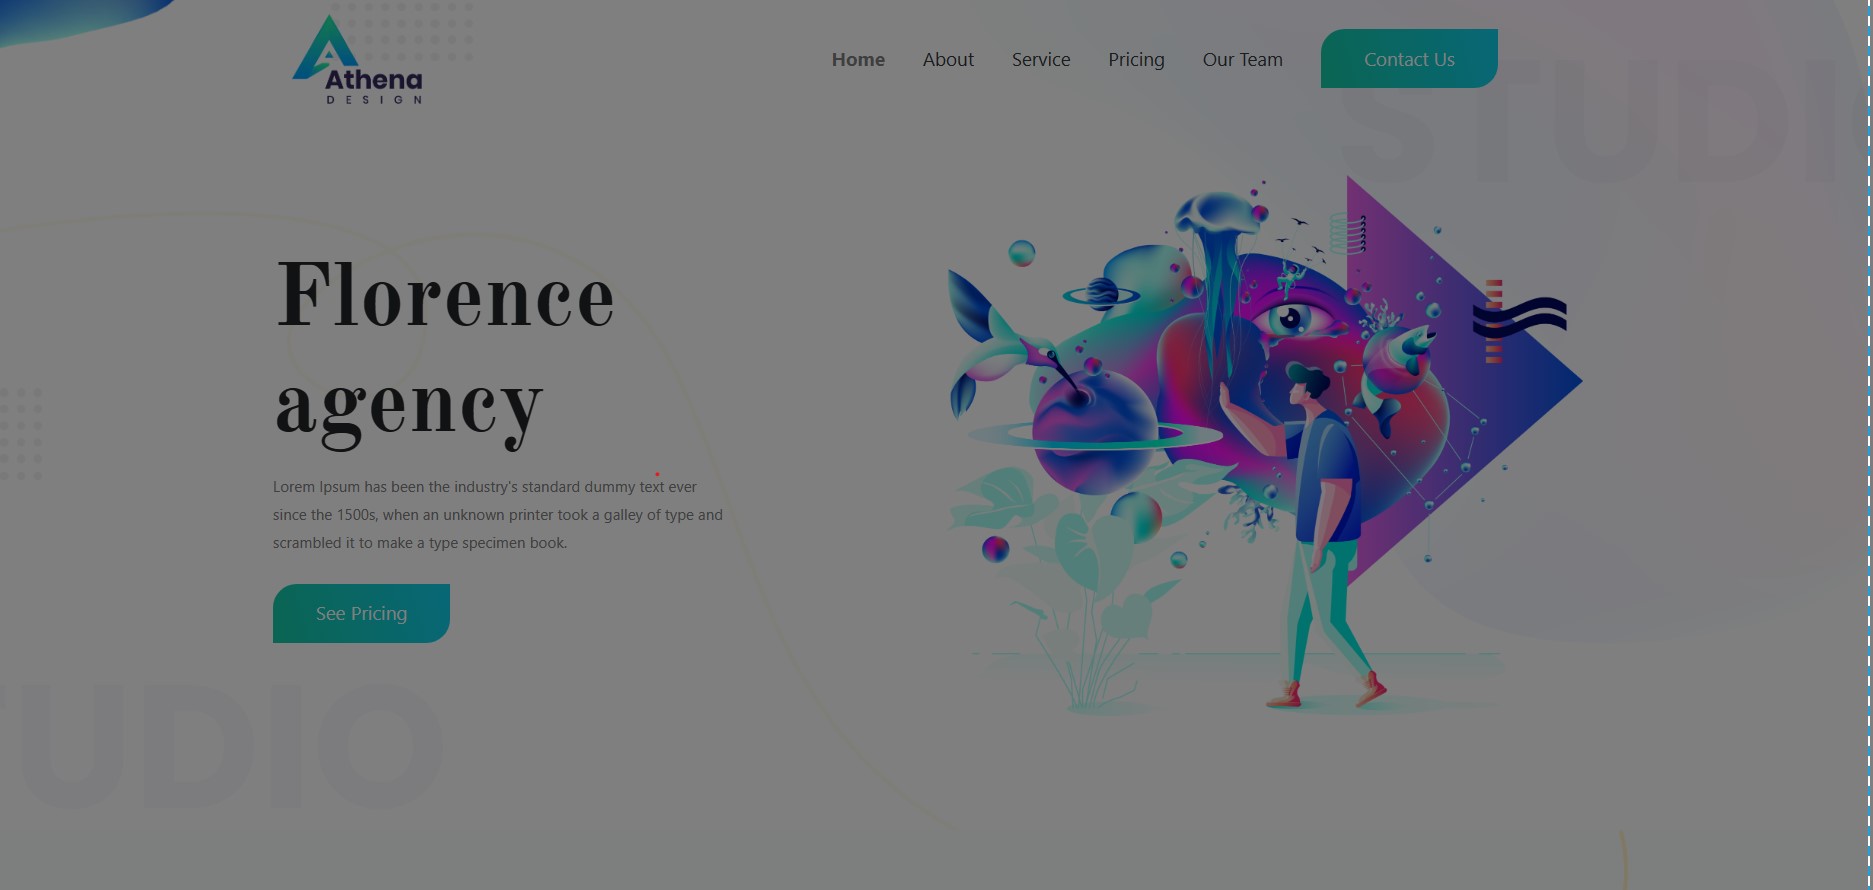 Athena
DESIGN
Home
About
Service
Pricing
Our Team
Contact Us
STUDIO
Florence
agency
Lorem Ipsum has been the industry's standard dummy text ever
since the 1500s, when an unknown printer took a galley of type and
scrambled it to make a type specimen book.
See Pricing
TUDIO